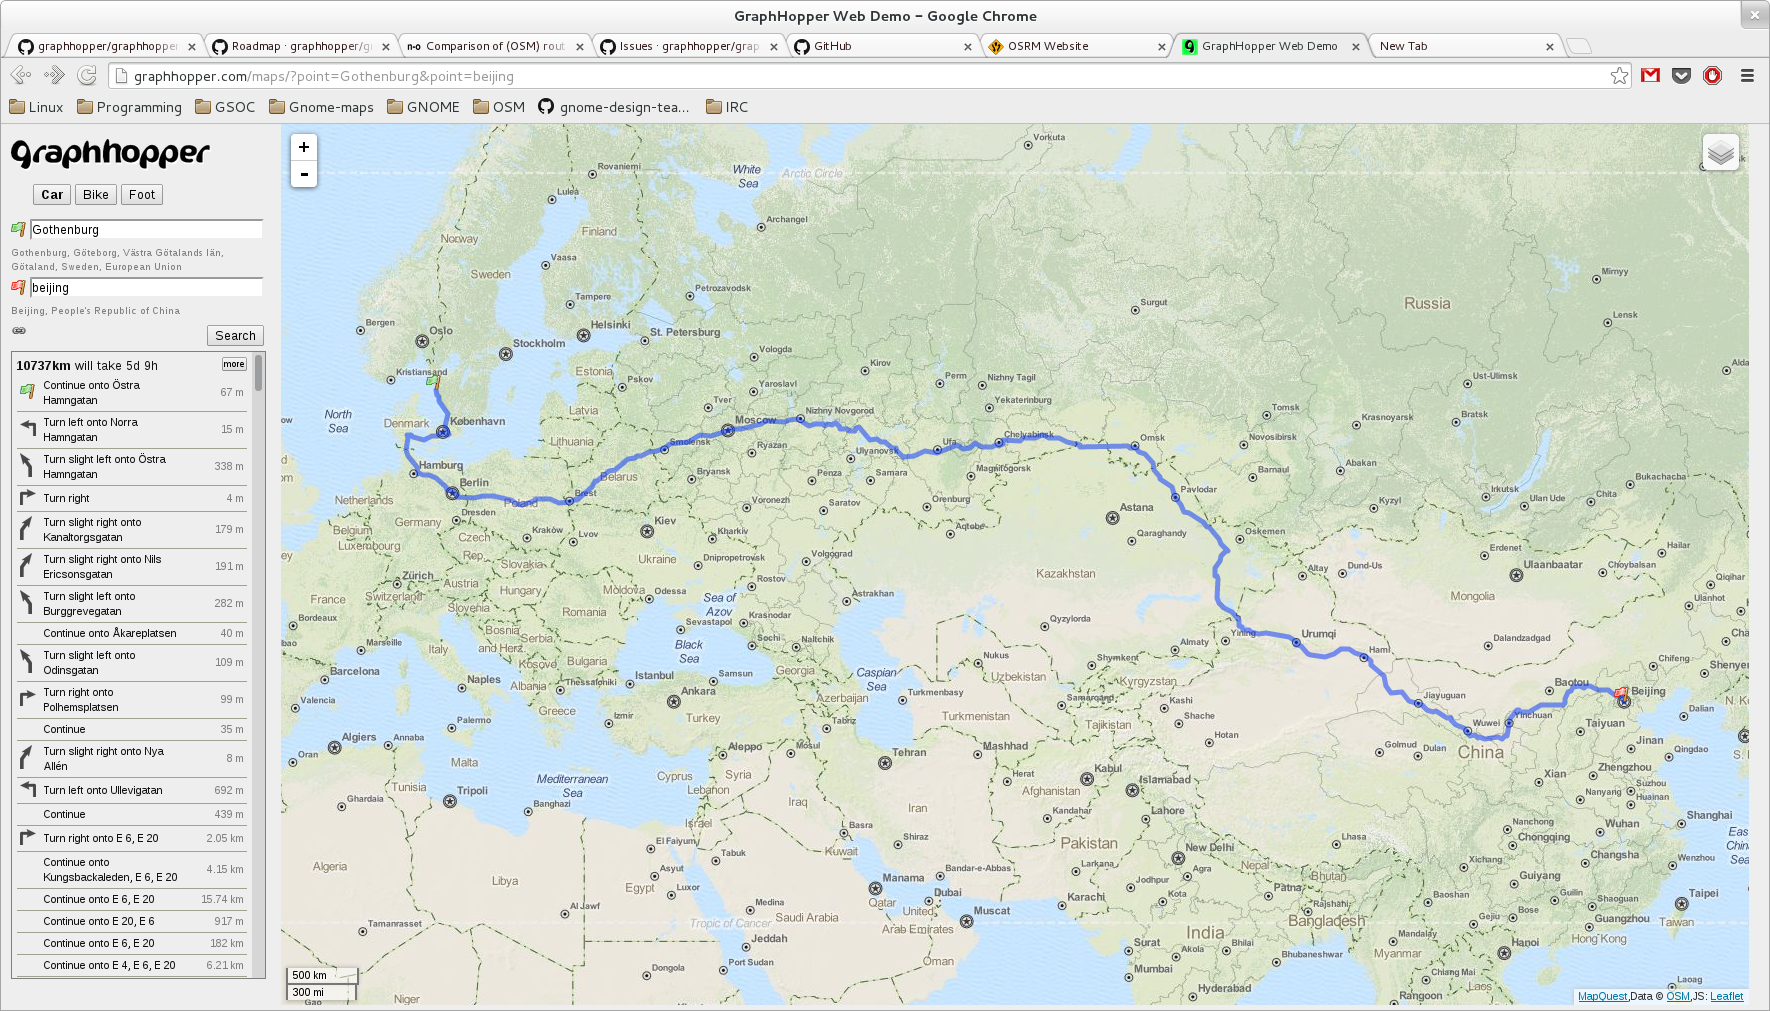 GraphHopper Web Demo - Google Chrome
graphhopper/graphhopper
Roadmap · graphhopper/gr
Comparison of (OSM) rout
Issues · graphhopper/grap
GitHub
OSRM Website
GraphHopper Web Demo
New Tab
graphhopper.com/maps/?point=Gothenburg&point=beijing
Linux
Programming
GSOC
Gnome-maps
GNOME
OSM
gnome-design-tea...
IRC
graphhopper
Car Bike Foot
Gothenburg
Gothenburg, Göteborg, Västra Götalands län,
Götaland, Sweden, European Union
beijing
Beijing, People's Republic of China
Search
10737km will take 5d 9h
more
Continue onto Östra
Hamngatan
67 m
Turn left onto Norra
Hamngatan
15 m
Turn slight left onto Östra
Hamngatan
338 m
Turn right
4 m
Turn slight right onto
Kanaltorgsgatan
179 m
Turn slight right onto Nils
Ericsonsgatan
191 m
Turn slight left onto
Burggrevegatan
282 m
Continue onto Åkareplatsen
40 m
Turn slight left onto
Odinsgatan
109 m
Turn right onto
Polhemsplatsen
99 m
Continue
35 m
Turn slight right onto Nya
Allén
8 m
Turn left onto Ullevigatan
692 m
Continue
439 m
Turn right onto E 6, E 20
2.05 km
Continue onto
Kungsbackaleden, E 6, E 20
4.15 km
Continue onto E 6, E 20
15.74 km
Continue onto E 20, E 6
917 m
Continue onto E 6, E 20
182 km
Continue onto E 4, E 6, E 20
6.21 km
+
-
Vorkuta
White
Sea
Arctic Circle
Rovaniemi
Lulea
Archangel
Norway
Finland
Sweden
Vaasa
Tampere
Petrozavodsk
Surgut
Russia
Mirnyy
Lensk
Bergen
Oslo
Stockholm
Helsinki
St. Petersburg
Vologda
Kristiansand
Estonia
Pskov
Yaroslavl
Kirov
Perm
Nizhny Tagil
Ust-Ulimsk
Aldan
North
Sea
Denmark
København
Latvia
Tver
Moscow
Nizhny Novgorod
Yekaterinburg
Tomsk
Krasnoyarsk
Bratsk
Lithuania
Smolensk
Ryazan
Ulyanovsk
Ufa
Chelyabinsk
Omsk
Novosibirsk
Hamburg
Berlin
Belarus
Bryansk
Penza
Samara
Magnitogorsk
Barnaul
Abakan
Bukachacha
Netherlands
Poland
Brest
Voronezh
Saratov
Orenburg
Pavlodar
Kyzyl
Irkutsk
Ulan Ude
Chita
Dresden
Germany
Belgium
Luxembourg
Czech
Rep.
Kraków
Lvov
Kiev
Kharkiv
Aqtobe
Astana
Qaraghandy
Oskemen
Slovakia
Ukraine
Dnipropetrovsk
Volgograd
Kazakhstan
Altay
Dund-Us
Erdenet
Ulaanbaatar
Hailar
Choybalsan
Qiqihar
Zürich
Austria
Switzerland
Hungary
Moldova
Rostov
Astrakhan
Mongolia
Ulanhot
France
Slovenia
Romania
Odessa
Sea of
Azov
Krasnodar
Bordeaux
Bosnia
and Herz.
Serbia
Sevastapol
Sochi
Naltchik
Qyzylorda
Almaty
Yining
Urumqi
Hami
Dalandzadgad
Chifeng
Marseille
Italy
Kosovo
Bulgaria
Black
Sea
Samsun
Georgia
Caspian
Sea
Nukus
Uzbekistan
Shymkent
Kyrgyzstan
Shenyen
Barcelona
Naples
Albania
Thessaloniki
Istanbul
Ankara
Azerbaijan
Turkmenbasy
Samarqand
Kashi
Jiayuguan
Baotou
Beijing
Valencia
Greece
Izmir
Turkey
Tabriz
Turkmenistan
Tajikistan
Shache
Hotan
Wuwei
Yinchuan
Taiyuan
Dalian
Palermo
Algiers
Annaba
Oran
Malta
Aleppo
Mosul
Tehran
Mashhad
Golmud
Dulan
China
Jinan
Qingdao
Mediterranean
Sea
Cyprus
Lebanon
Syria
Herat
Kabul
Islamabad
Xian
Zhengzhou
Suzhou
Huainan
Nanyang
Tunisia
Tripoli
Ghardaia
Banghazi
Iraq
Iran
Afghanistan
Kandahar
Lahore
Israel
Basra
Shiraz
Pakistan
Lhasa
Nanchong
Chongqing
Wuhan
Shanghai
East
China
Sea
El Faiyum
Tabuk
Kuwait
New Delhi
Nepal
Bhutan
Xichang
Changsha
Wenzhou
Algeria
Libya
Asyut
Egypt
Luxor
Manama
Bandar-e-Abbas
Larkana
Jodhpur
Agra
Patna
Baoshan
Guiyang
Guilin
Taipei
Al Jawf
Medina
Qatar
Dubai
United
Arab Emirates
Muscat
Karachi
Kota
Rajshahi
Bangladesh
Gejiu
Bose
Shaoguan
Guangzhou
Taiwan
Tamanrasset
Tropic of Cancer
Saudi Arabia
Jeddah
India
Surat
Akola
Bhilai
Bhubaneshwar
Mandalay
Myanmar
Hanoi
Hong Kong
Dongola
Port Sudan
Oman
Mumbai
Hyderabad
Chiang Mai
Rangoon
Laoag
Niger
500 km
300 mi
MapQuest,Data © OSM,JS: Leaflet